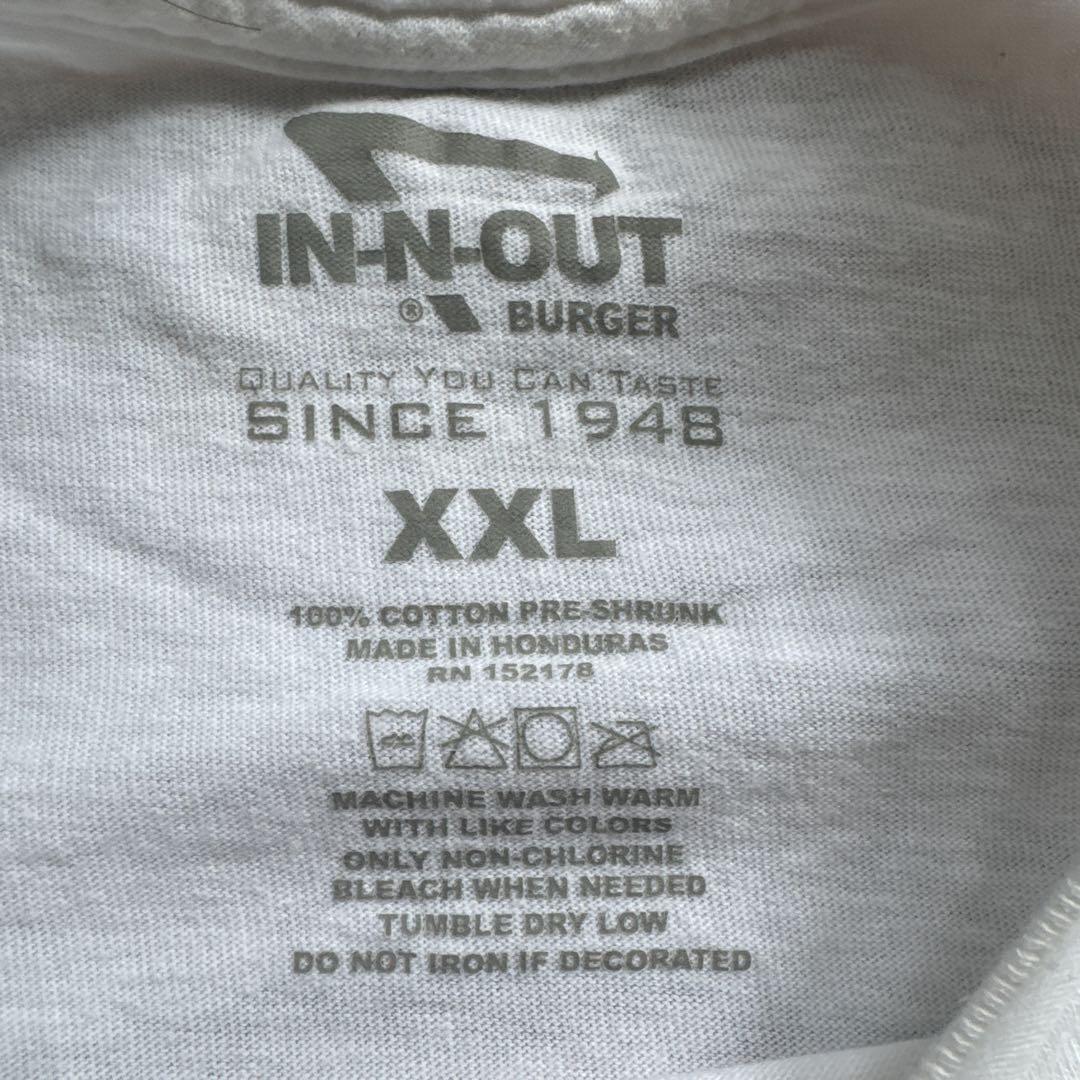 IN-N-OUT
® BURGER
QUALITY YOU CAN TASTE
SINCE 1948
XXL
100% COTTON PRE-SHRUNK
MADE IN HONDURAS
RN 152178
MACHINE WASH WARM
WITH LIKE COLORS
ONLY NON-CHLORINE
BLEACH WHEN NEEDED
TUMBLE DRY LOW
DO NOT IRON IF DECORATED